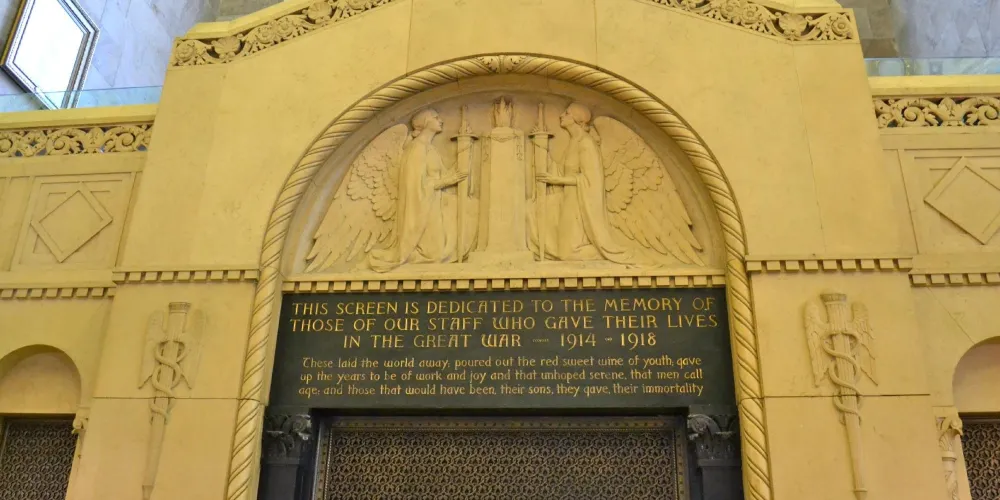 THIS SCREEN IS DEDICATED TO THE MEMORY OF
THOSE OF OUR STAFF WHO GAVE THEIR LIVES
IN THE GREAT WAR — 1914 - 1918
These laid the world away; poured out the red sweet wine of youth; gave
up the years to be of work and joy and that unhoped serene, that men call
age; and those that would have been, their sons, they gave, their immortality